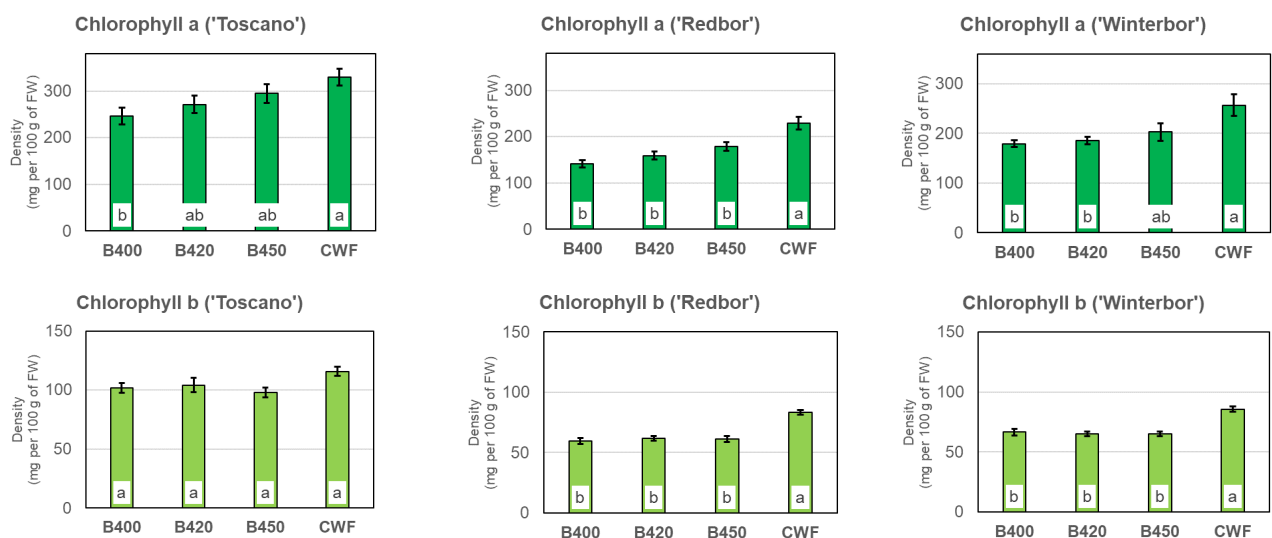 Chlorophyll a ('Toscano')
Density
(mg per 100 g of FW)
300
200
100
0
b
ab
ab
a
B400 B420 B450 CWF
Chlorophyll a ('Redbor')
Density
(mg per 100 g of FW)
300
200
100
0
b
b
b
a
B400 B420 B450 CWF
Chlorophyll a ('Winterbor')
Density
(mg per 100 g of FW)
300
200
100
0
b
b
ab
a
B400 B420 B450 CWF
Chlorophyll b ('Toscano')
Density
(mg per 100 g of FW)
150
100
50
0
a
a
a
a
B400 B420 B450 CWF
Chlorophyll b ('Redbor')
Density
(mg per 100 g of FW)
150
100
50
0
b
b
b
a
B400 B420 B450 CWF
Chlorophyll b ('Winterbor')
Density
(mg per 100 g of FW)
150
100
50
0
b
b
b
a
B400 B420 B450 CWF